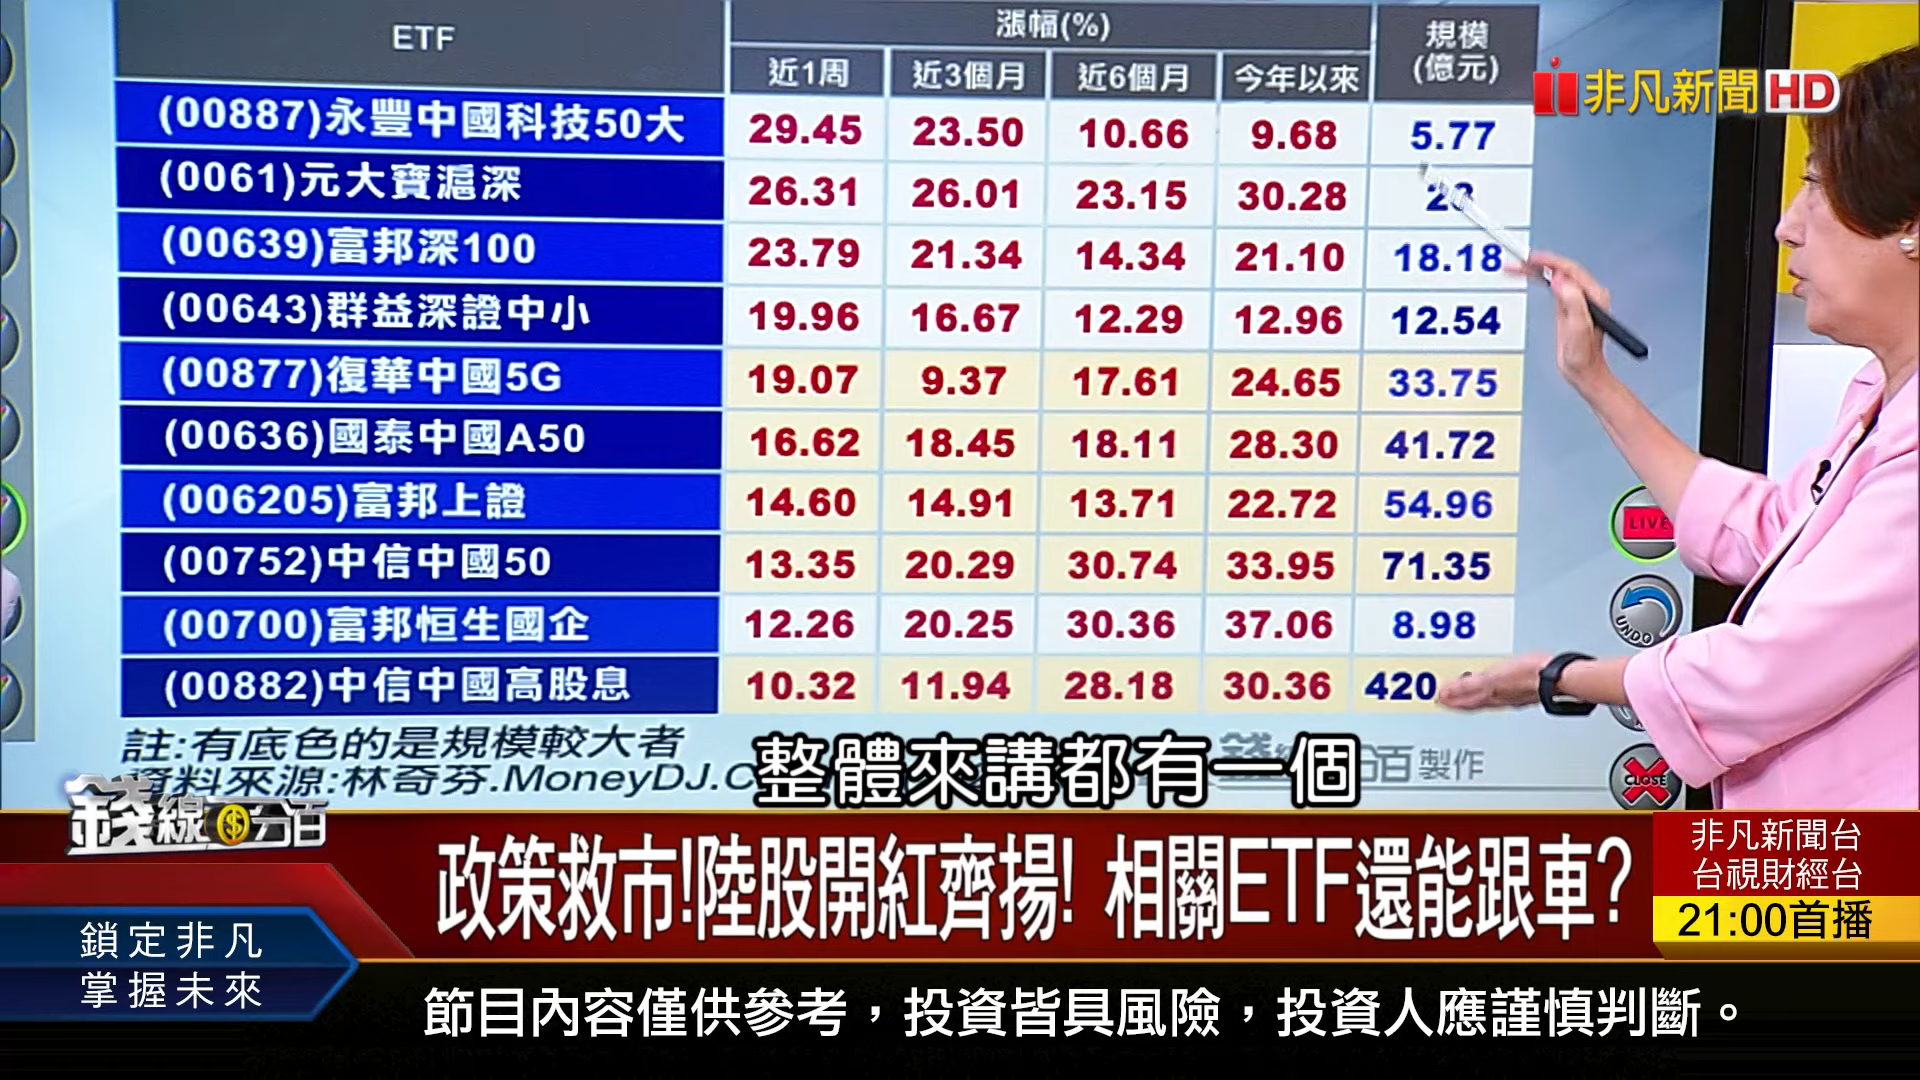 ETF 漲幅(%) 規模(億元)
近1周 近3個月 近6個月 今年以來
(00887)永豐中國科技50大 29.45 23.50 10.66 9.68 5.77
(0061)元大寶滬深 26.31 26.01 23.15 30.28
(00639)富邦深100 23.79 21.34 14.34 21.10 18.18
(00643)群益深證中小 19.96 16.67 12.29 12.96 12.54
(00877)復華中國5G 19.07 9.37 17.61 24.65 33.75
(00636)國泰中國A50 16.62 18.45 18.11 28.30 41.72
(006205)富邦上證 14.60 14.91 13.71 22.72 54.96
(00752)中信中國50 13.35 20.29 30.74 33.95 71.35
(00700)富邦恒生國企 12.26 20.25 30.36 37.06 8.98
(00882)中信中國高股息 10.32 11.94 28.18 30.36 420.
註:有底色的是規模較大者
資料來源:林奇芬.MoneyDJ.C
製作
非凡新聞HD
LIVE
UNDO
CLOSE
整體來講都有一個
錢線百分百
政策救市!陸股開紅齊揚! 相關ETF還能跟車?
非凡新聞台
台視財經台
21:00首播
鎖定非凡
掌握未來
節目內容僅供參考，投資皆具風險，投資人應謹慎判斷。